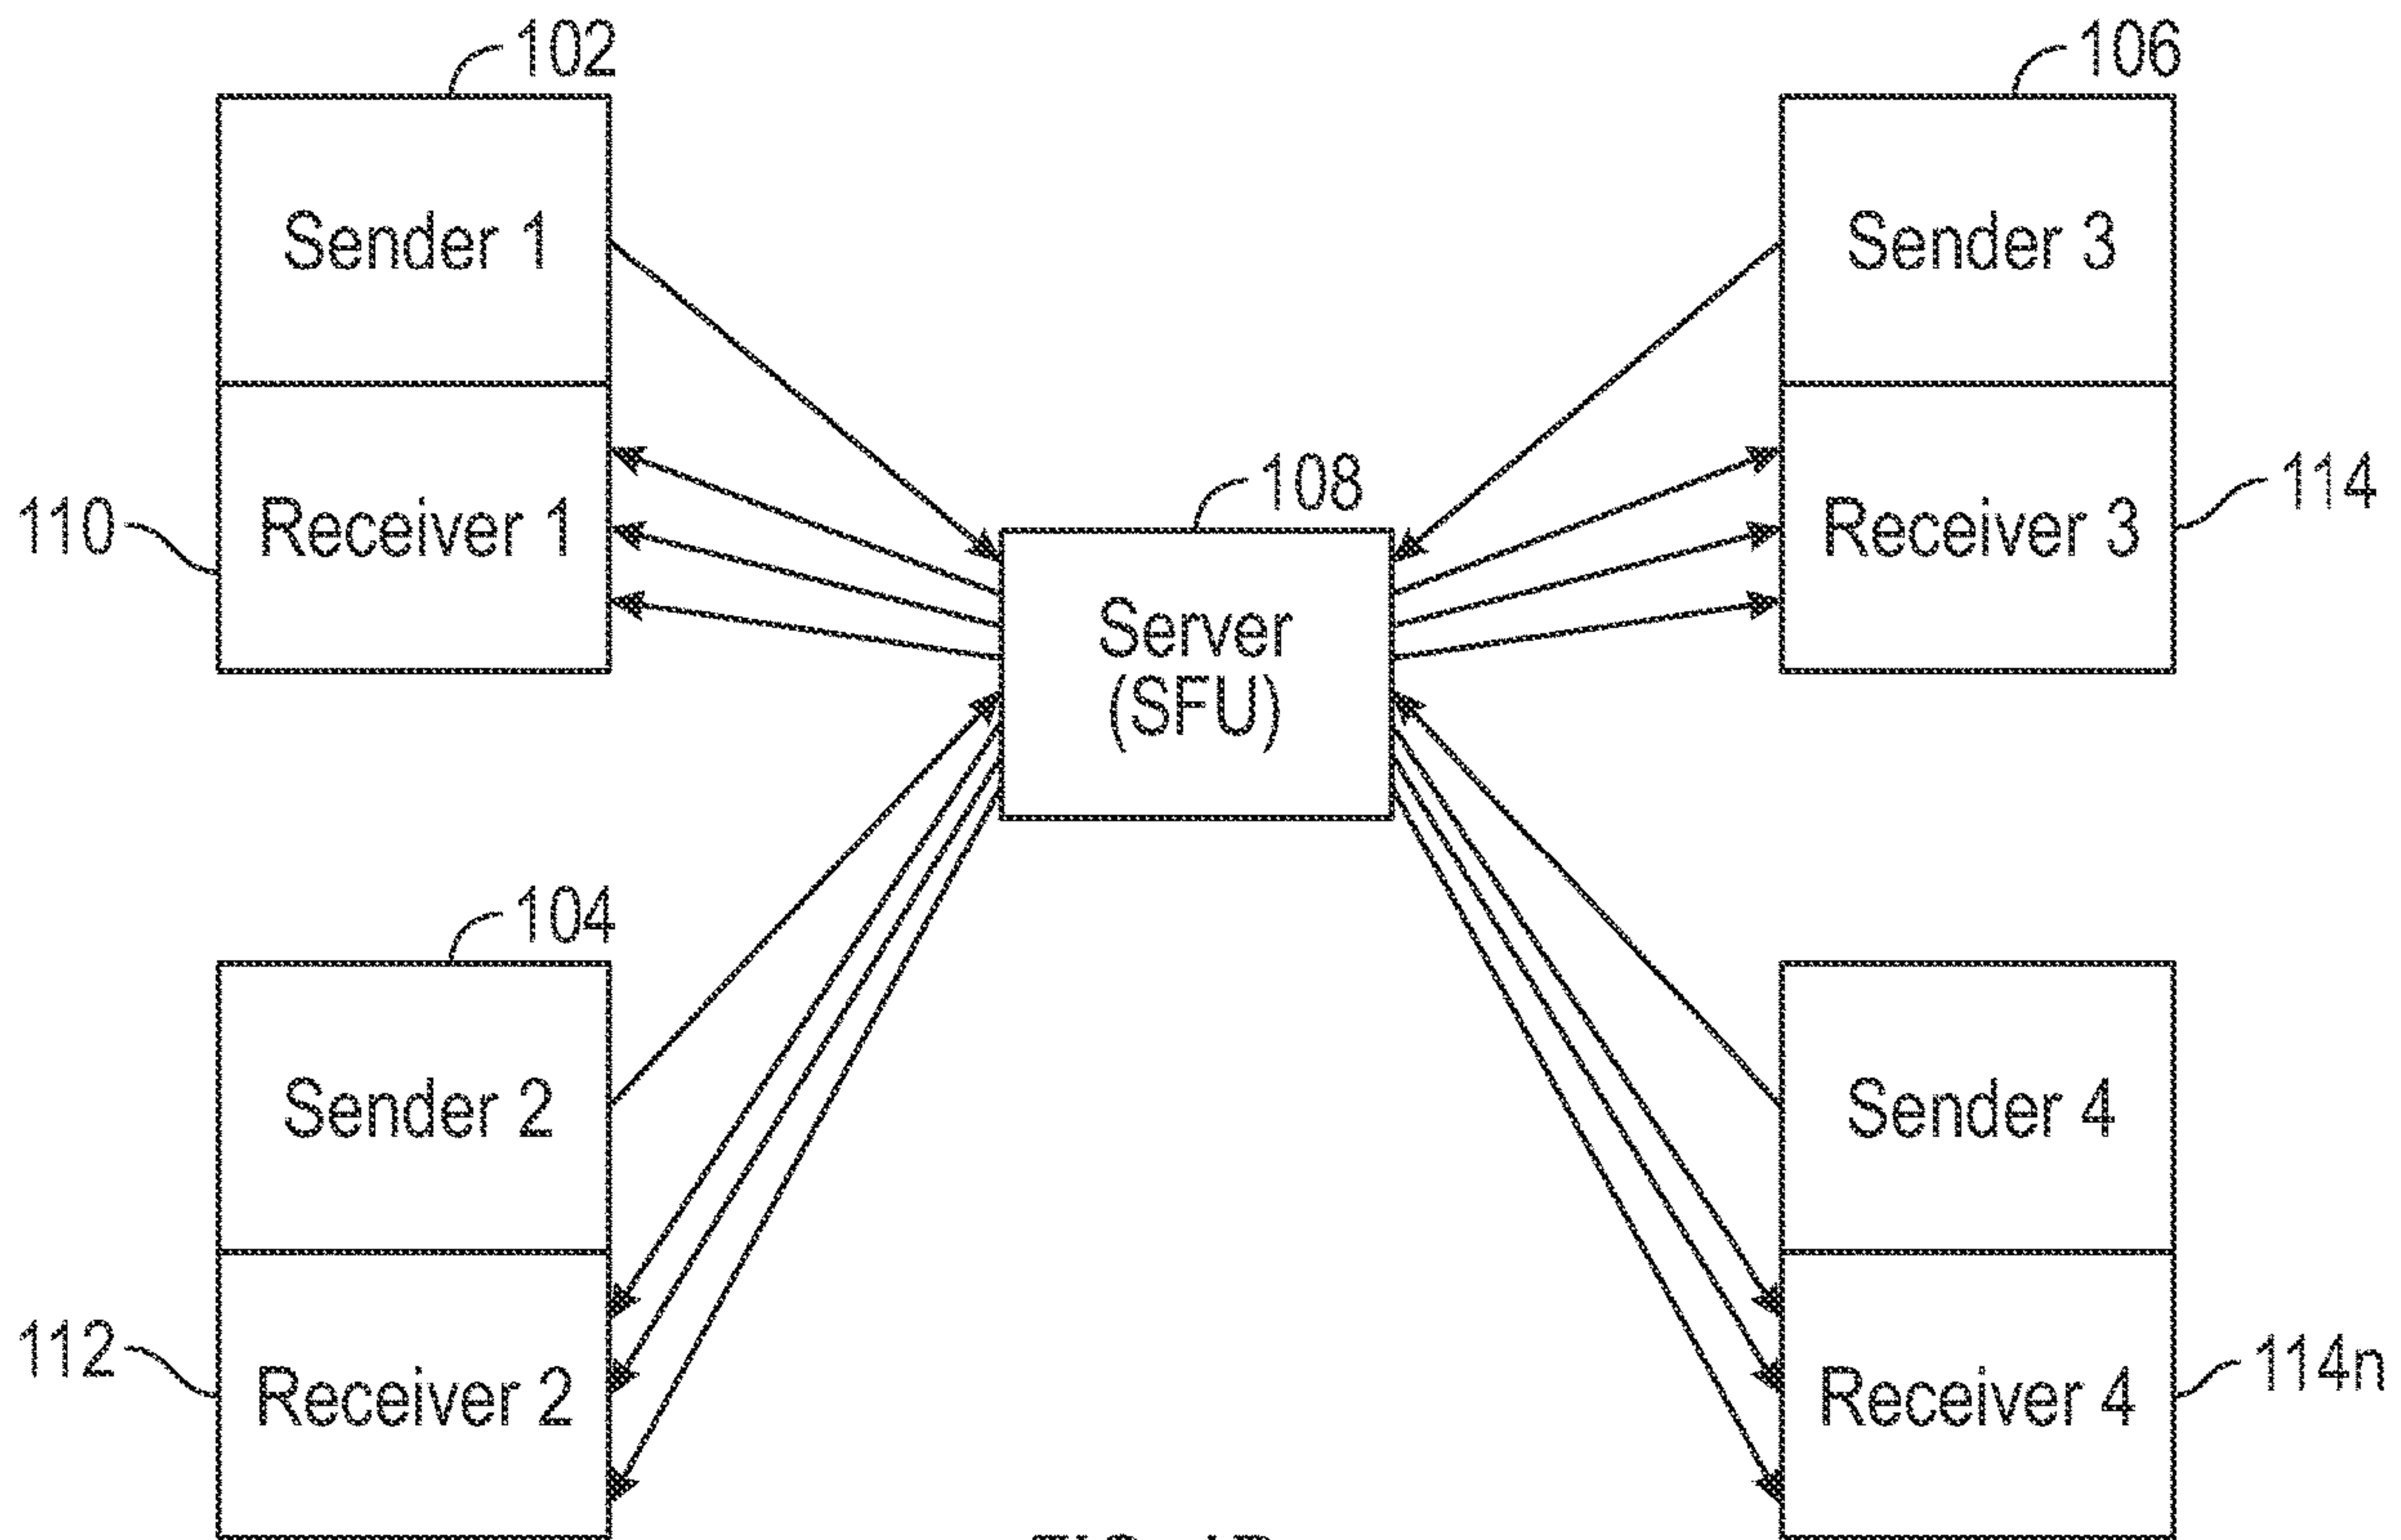 102
106
Sender 1
Sender 3
108
114
110
Receiver 1
Receiver 3
Server
(SFU)
104
Sender 2
Sender 4
112
114n
Receiver 2
Receiver 4